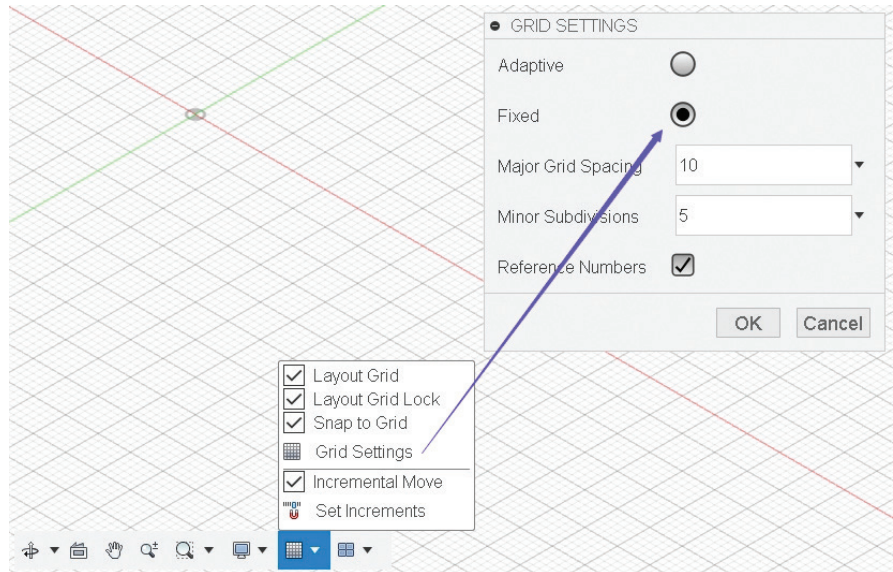 GRID SETTINGS
Adaptive
Fixed
Major Grid Spacing 10
Minor Subdivisions 5
Reference Numbers
OK Cancel
Layout Grid
Layout Grid Lock
Snap to Grid
Grid Settings
Incremental Move
Set Increments